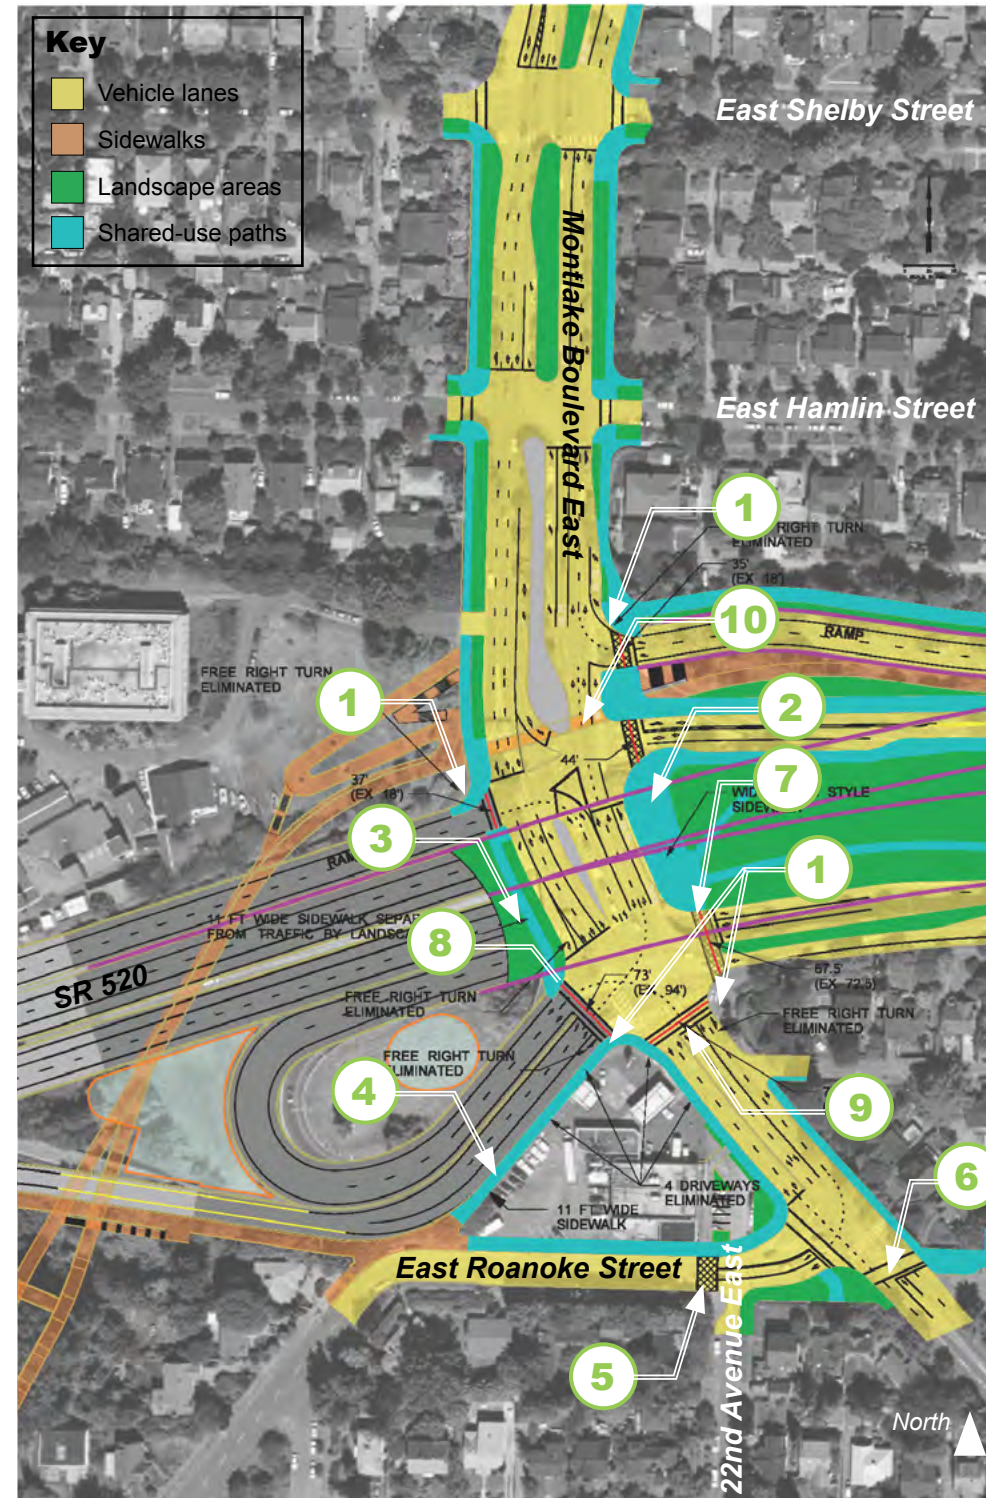 Key
Vehicle lanes
Sidewalks
Landscape areas
Shared-use paths
East Shelby Street
Montlake Boulevard East
East Hamlin Street
1
RIGHT TURN
ELIMINATED
35'
(EX 18')
10
RAMP
FREE RIGHT TURN
ELIMINATED
1
2
44'
37'
(EX 18')
7
STYLE
3
1
11 FT WIDE SIDEWALK
FROM TRAFFIC BY
8
SR 520
73'
(EX 94')
67.5'
(EX 72.5)
FREE RIGHT TURN
ELIMINATED
FREE RIGHT TURN
ELIMINATED
FREE RIGHT TURN
ELIMINATED
4
9
6
4 DRIVEWAYS
ELIMINATED
11 FT WIDE
SIDEWALK
East Roanoke Street
22nd Avenue East
5
North